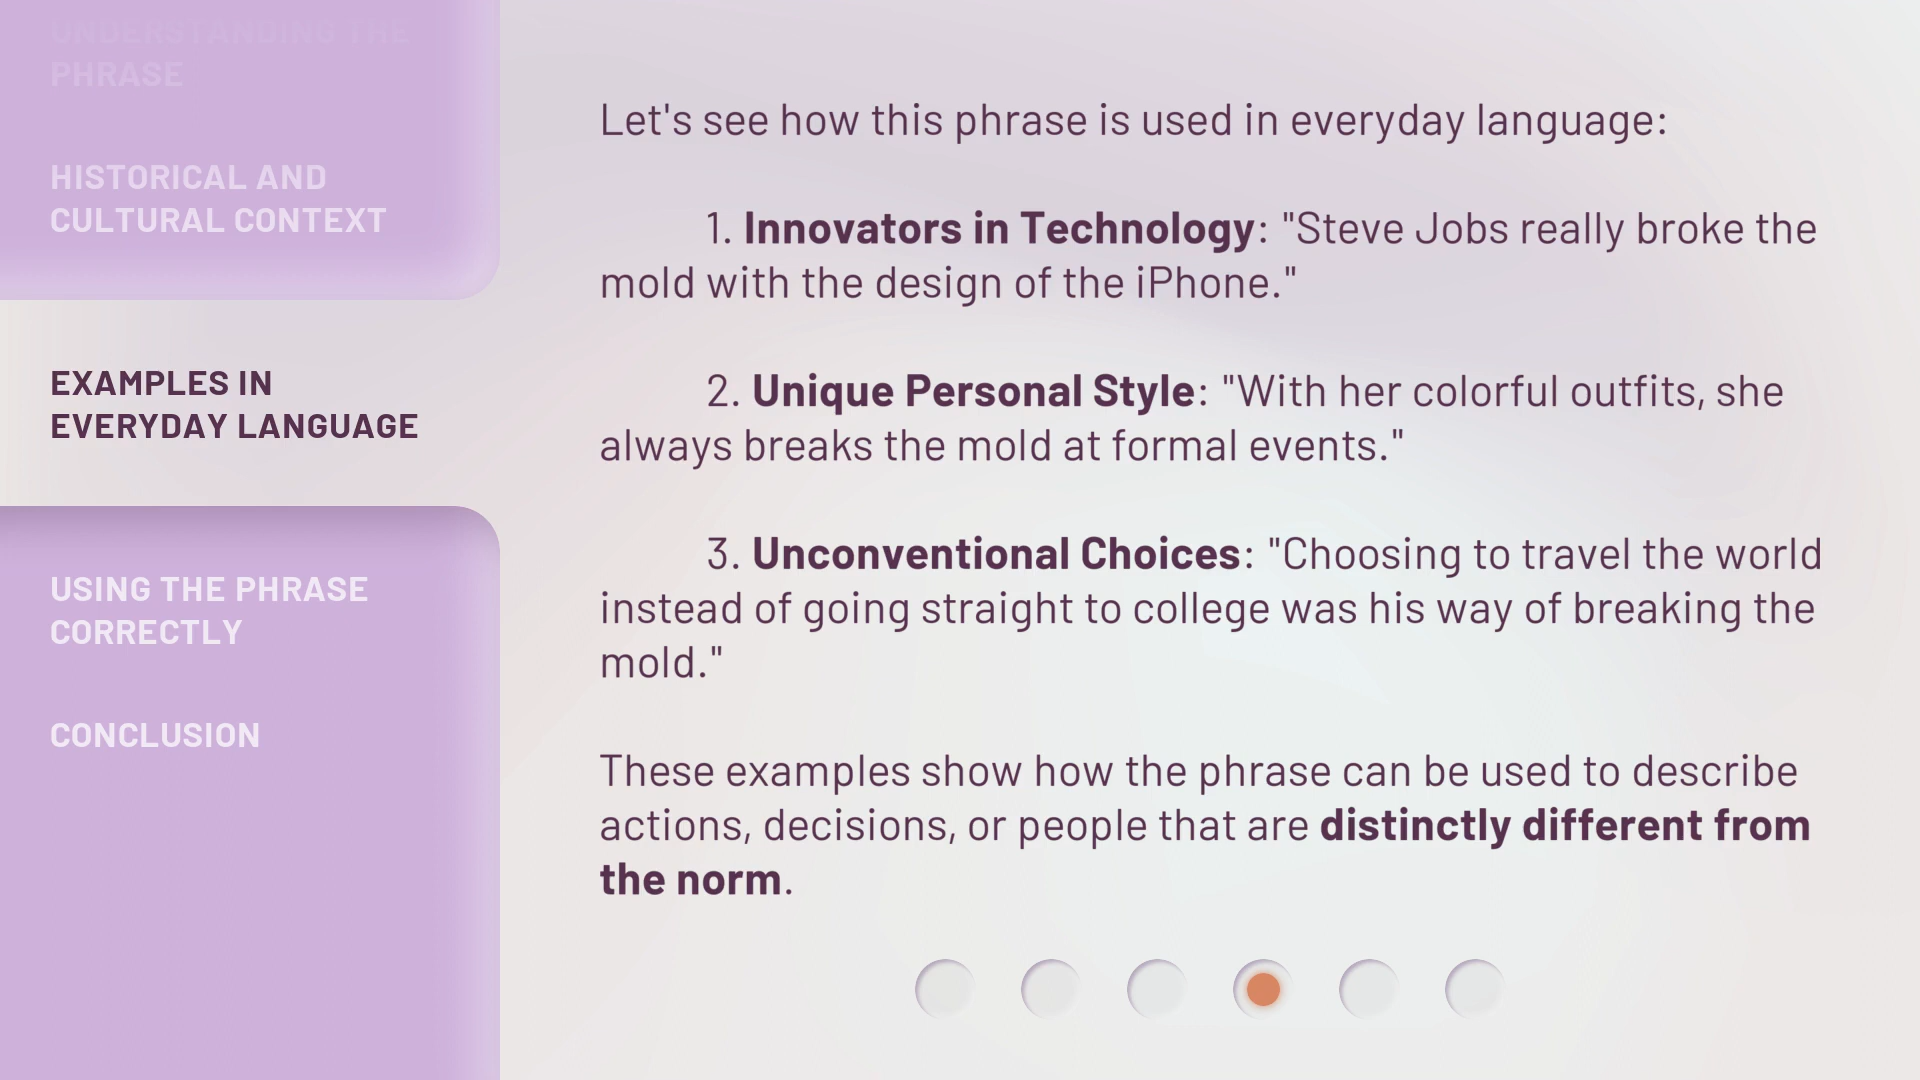 UNDERSTANDING THE
PHRASE
HISTORICAL AND
CULTURAL CONTEXT
EXAMPLES IN
EVERYDAY LANGUAGE
USING THE PHRASE
CORRECTLY
CONCLUSION
Let's see how this phrase is used in everyday language:
1. Innovators in Technology: "Steve Jobs really broke the
mold with the design of the iPhone."
2. Unique Personal Style: "With her colorful outfits, she
always breaks the mold at formal events."
3. Unconventional Choices: "Choosing to travel the world
instead of going straight to college was his way of breaking the
mold."
These examples show how the phrase can be used to describe
actions, decisions, or people that are distinctly different from
the norm.